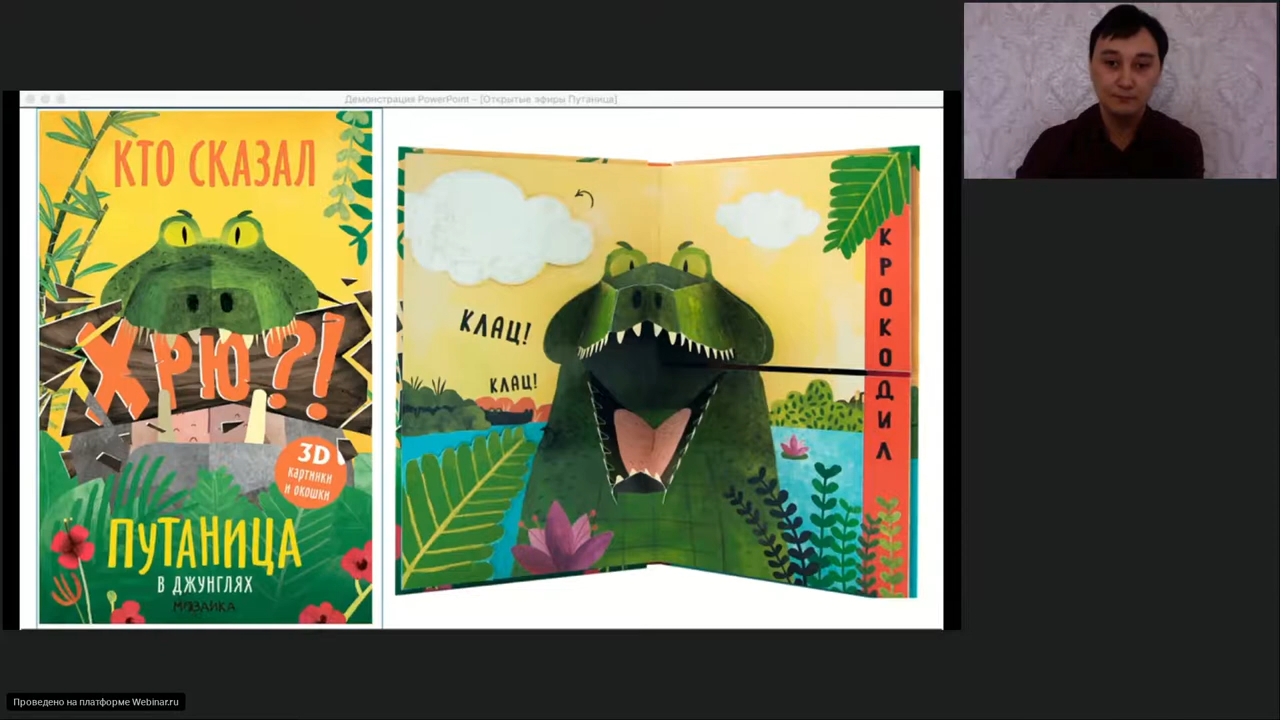 Демонстрация PowerPoint – [Открытые эфиры Путаница]
КТО СКАЗАЛ
ХРЮ?!
3D
картинки
и окошки
ПУТАНИЦА
В ДЖУНГЛЯХ
МОЗАИКА
КЛАЦ!
КЛАЦ!
КРОКОДИЛ
Проведено на платформе Webinar.ru